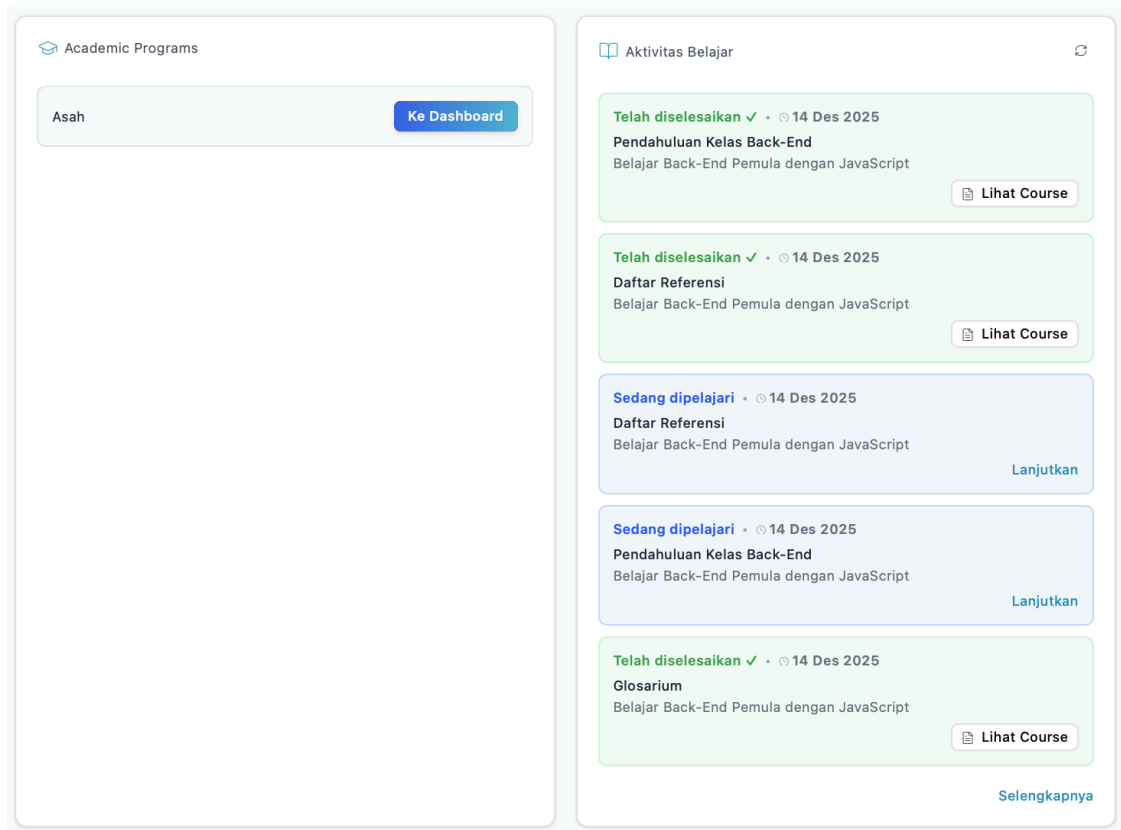 Academic Programs
Asah
Ke Dashboard
Aktivitas Belajar
Telah diselesaikan ✓ • 14 Des 2025
Pendahuluan Kelas Back-End
Belajar Back-End Pemula dengan JavaScript
Lihat Course
Telah diselesaikan ✓ • 14 Des 2025
Daftar Referensi
Belajar Back-End Pemula dengan JavaScript
Lihat Course
Sedang dipelajari • 14 Des 2025
Daftar Referensi
Belajar Back-End Pemula dengan JavaScript
Lanjutkan
Sedang dipelajari • 14 Des 2025
Pendahuluan Kelas Back-End
Belajar Back-End Pemula dengan JavaScript
Lanjutkan
Telah diselesaikan ✓ • 14 Des 2025
Glosarium
Belajar Back-End Pemula dengan JavaScript
Lihat Course
Selengkapnya